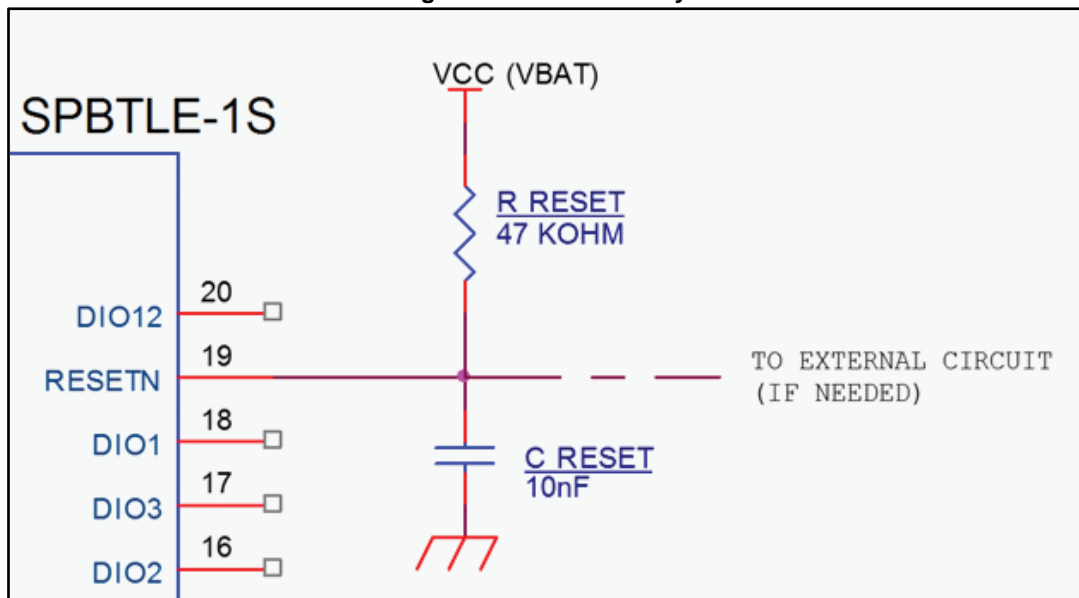 VCC (VBAT)
SPBTLE-1S
R RESET
47 KOHM
20
DIO12
19
RESETN
TO EXTERNAL CIRCUIT
(IF NEEDED)
18
DIO1
C RESET
10nF
17
DIO3
16
DIO2